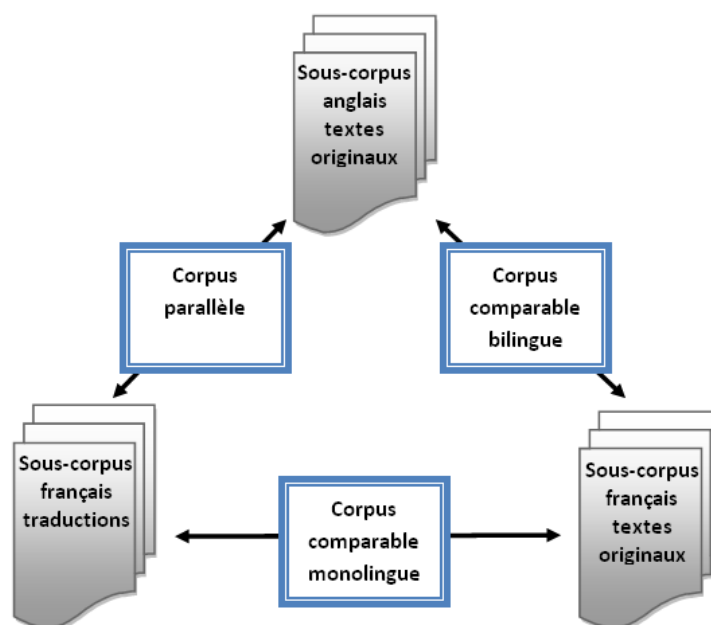 Sous-corpus
anglais
textes
originaux
Corpus
parallèle
Corpus
comparable
bilingue
Sous-corpus
français
traductions
Corpus
comparable
monolingue
Sous-corpus
français
textes
originaux